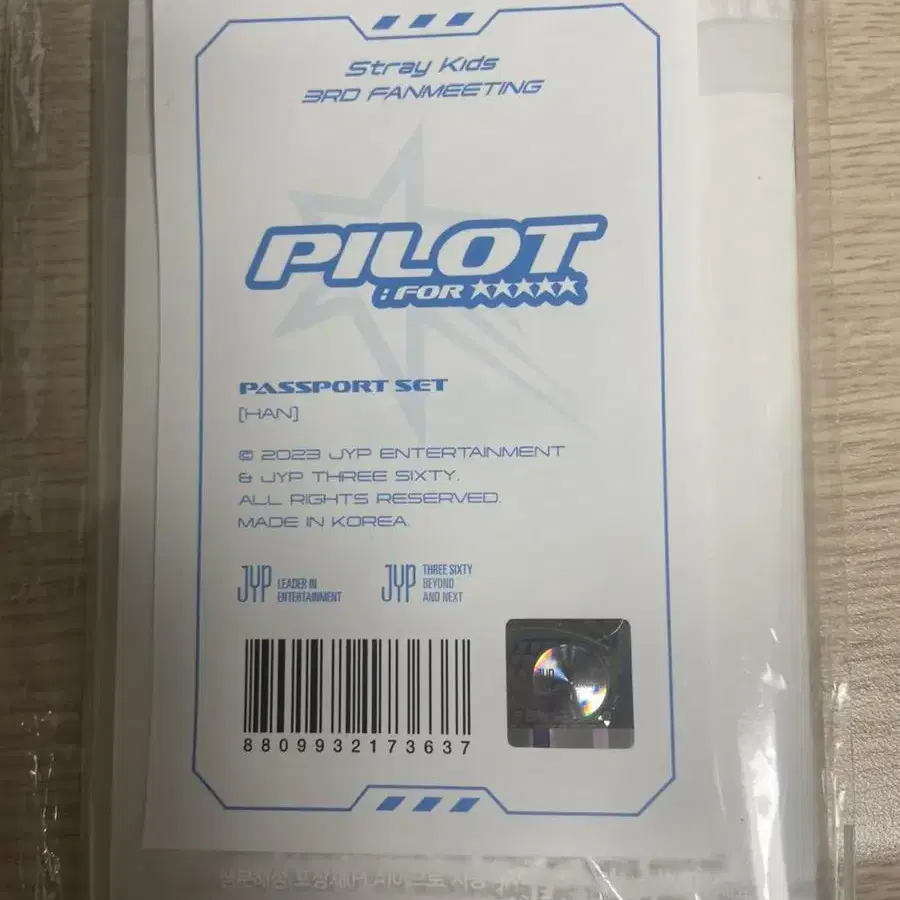 Stray Kids
3RD FANMEETING
PILOT
: FOR ★★★★★
PASSPORT SET
[HAN]
© 2023 JYP ENTERTAINMENT
& JYP THREE SIXTY.
ALL RIGHTS RESERVED.
MADE IN KOREA.
JYP LEADER IN
ENTERTAINMENT
JYP THREE SIXTY
BEYOND
AND NEXT
JYP
8809932173637